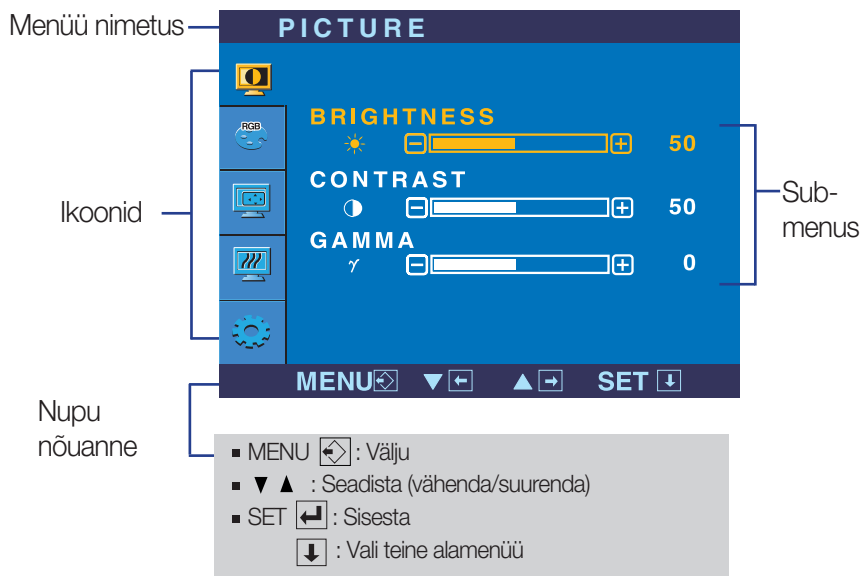 Menüü nimetus
PICTURE
RGB
BRIGHTNESS
50
CONTRAST
50
GAMMA
γ
0
Ikoonid
Sub-
menus
MENU ▼ ▲ SET
Nupu
nõuanne
▪ MENU : Välju
▪ ▼ ▲ : Seadista (vähenda/suurenda)
▪ SET : Sisesta
: Vali teine alamenüü